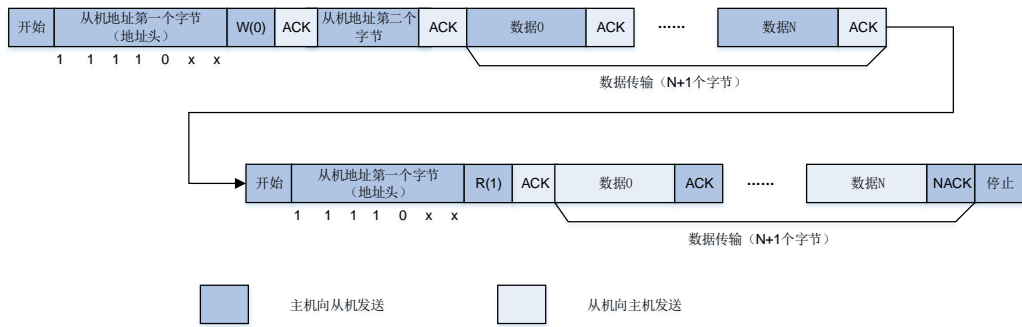 开始 从机地址第一个字节 (地址头) W(0) ACK 从机地址第二个字节 ACK 数据0 ACK ...... 数据N ACK
1 1 1 1 0 x x
数据传输（N+1个字节）
开始 从机地址第一个字节 (地址头) R(1) ACK 数据0 ACK ...... 数据N NACK 停止
1 1 1 1 0 x x
数据传输（N+1个字节）
主机向从机发送 从机向主机发送